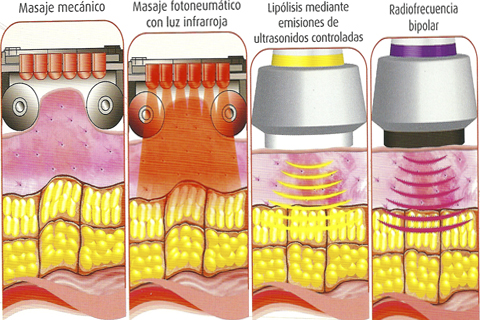 Masaje mecánico
Masaje fotoneumático
con luz infrarroja
Lipólisis mediante
emisiones de
ultrasonidos controladas
Radiofrecuencia
bipolar